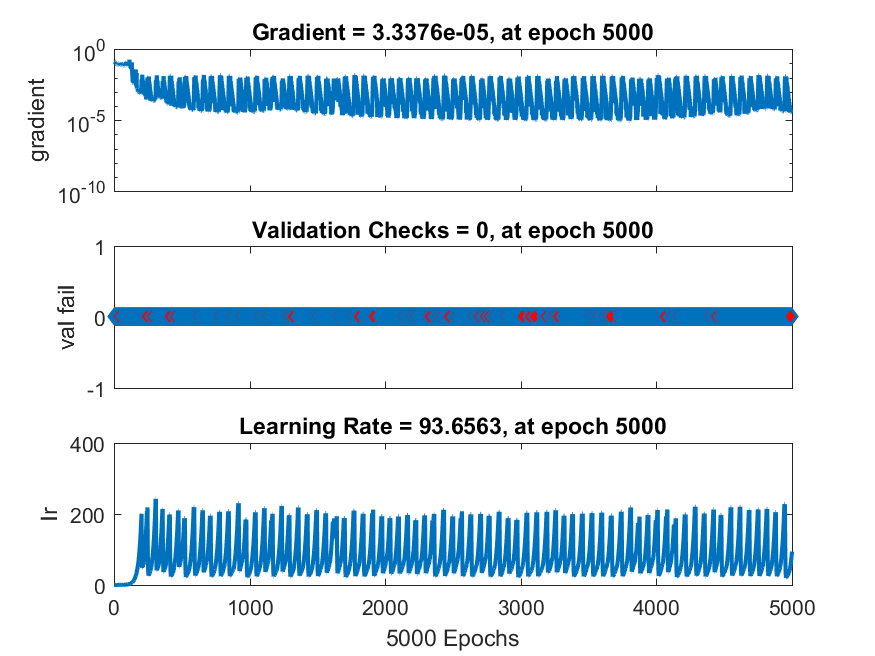 Gradient = 3.3376e-05, at epoch 5000
10^0
10^-5
10^-10
gradient
Validation Checks = 0, at epoch 5000
1
0
-1
val fail
Learning Rate = 93.6563, at epoch 5000
400
200
0
lr
0 1000 2000 3000 4000 5000
5000 Epochs